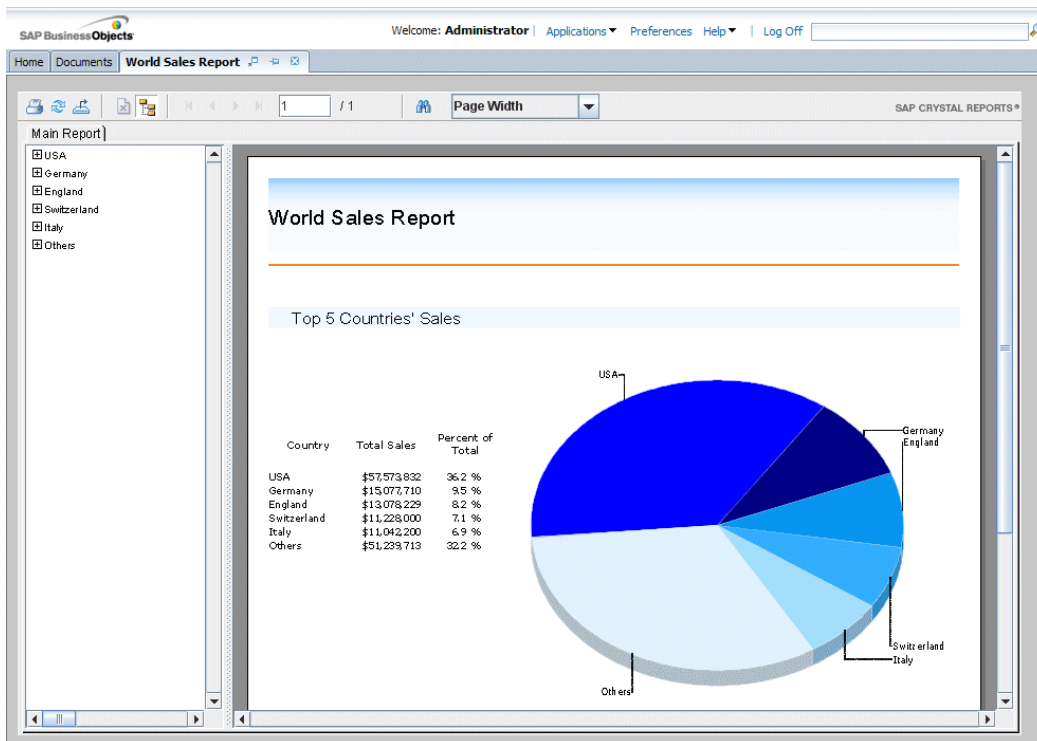 SAP BusinessObjects
Welcome: Administrator | Applications Preferences Help | Log Off
Home Documents World Sales Report
1 / 1 Page Width SAP CRYSTAL REPORTS®
Main Report
USA
Germany
England
Switzerland
Italy
Others
World Sales Report
Top 5 Countries' Sales
Country Total Sales Percent of Total
USA $57,573,832 36.2 %
Germany $15,077,710 9.5 %
England $13,078,229 8.2 %
Switzerland $11,228,000 7.1 %
Italy $11,042,200 6.9 %
Others $51,239,713 32.2 %
USA
Germany
England
Switzerland
Italy
Others